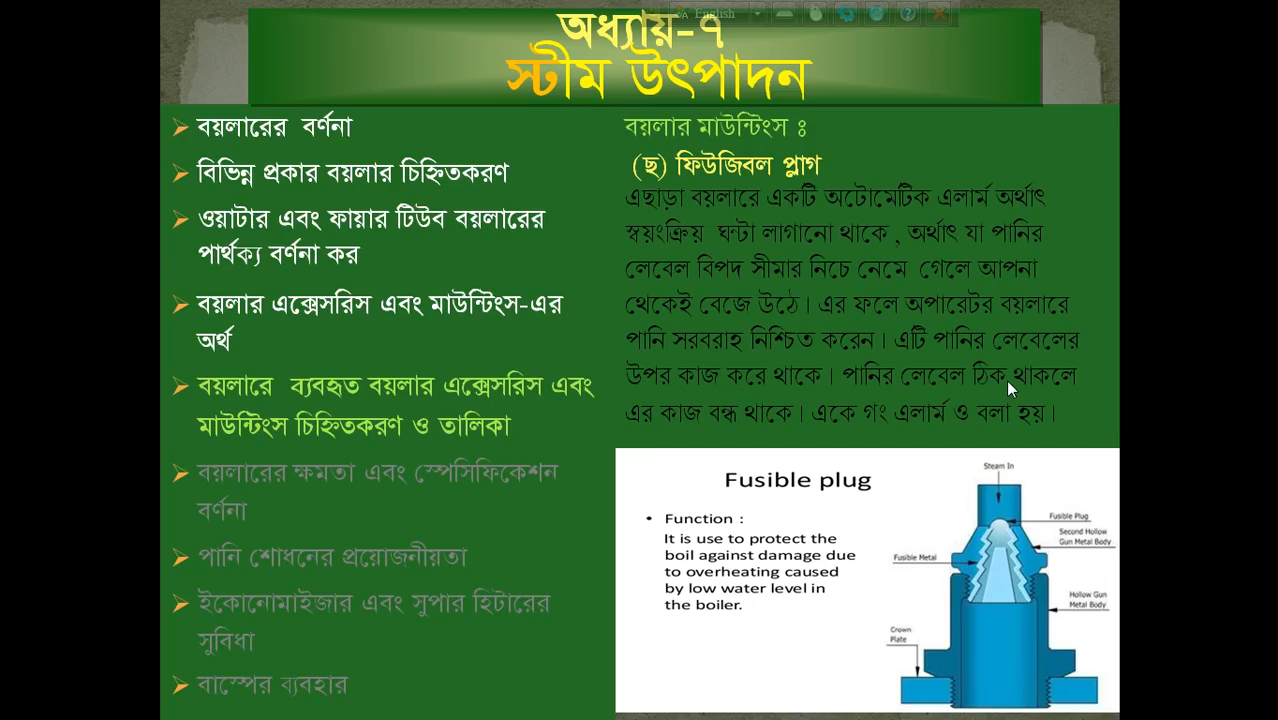 English
অধ্যায়-৭
স্টীম উৎপাদন
বয়লারের বর্ণনা
বিভিন্ন প্রকার বয়লার চিহ্নিতকরণ
ওয়াটার এবং ফায়ার টিউব বয়লারের
পার্থক্য বর্ণনা কর
বয়লার এক্সেসরিস এবং মাউন্টিংস-এর
অর্থ
বয়লারে ব্যবহৃত বয়লার এক্সেসরিস এবং
মাউন্টিংস চিহ্নিতকরণ ও তালিকা
বয়লারের ক্ষমতা এবং স্পেসিফিকেশন
বর্ণনা
পানি শোধনের প্রয়োজনীয়তা
ইকোনোমাইজার এবং সুপার হিটারের
সুবিধা
বাস্পের ব্যবহার
বয়লার মাউন্টিংস ঃ
(ছ) ফিউজিবল প্লাগ
এছাড়া বয়লারে একটি অটোমেটিক এলার্ম অর্থাৎ
স্বয়ংক্রিয় ঘন্টা লাগানো থাকে , অর্থাৎ যা পানির
লেবেল বিপদ সীমার নিচে নেমে গেলে আপনা
থেকেই বেজে উঠে। এর ফলে অপারেটর বয়লারে
পানি সরবরাহ নিশ্চিত করেন। এটি পানির লেবেলের
উপর কাজ করে থাকে। পানির লেবেল ঠিক থাকলে
এর কাজ বন্ধ থাকে। একে গং এলার্ম ও বলা হয়।
Fusible plug
• Function :
It is use to protect the
boil against damage due
to overheating caused
by low water level in
the boiler.
Steam In
Fusible Plug
Second Hollow
Gun Metal Body
Fusible Metal
Hollow Gun
Metal Body
Crown
Plate